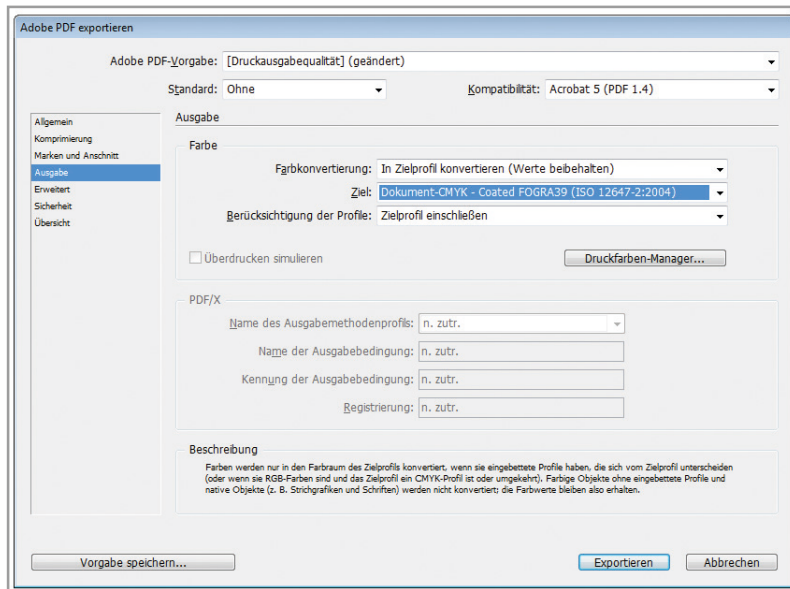 Adobe PDF exportieren
Adobe PDF-Vorgabe: [Druckausgabequalität] (geändert)
Standard: Ohne Kompatibilität: Acrobat 5 (PDF 1.4)
Allgemein
Komprimierung
Marken und Anschnitt
Ausgabe
Erweitert
Sicherheit
Übersicht
Ausgabe
Farbe
Farbkonvertierung: In Zielprofil konvertieren (Werte beibehalten)
Ziel: Dokument-CMYK - Coated FOGRA39 (ISO 12647-2:2004)
Berücksichtigung der Profile: Zielprofil einschließen
Überdrucken simulieren Druckfarben-Manager...
PDF/X
Name des Ausgabemethodenprofils: n. zutr.
Name der Ausgabebedingung: n. zutr.
Kennung der Ausgabebedingung: n. zutr.
Registrierung: n. zutr.
Beschreibung
Farben werden nur in den Farbraum des Zielprofils konvertiert, wenn sie eingebettete Profile haben, die sich vom Zielprofil unterscheiden
(oder wenn sie RGB-Farben sind und das Zielprofil ein CMYK-Profil ist oder umgekehrt). Farbige Objekte ohne eingebettete Profile und
native Objekte (z. B. Strichgrafiken und Schriften) werden nicht konvertiert; die Farbwerte bleiben also erhalten.
Vorgabe speichern... Exportieren Abbrechen